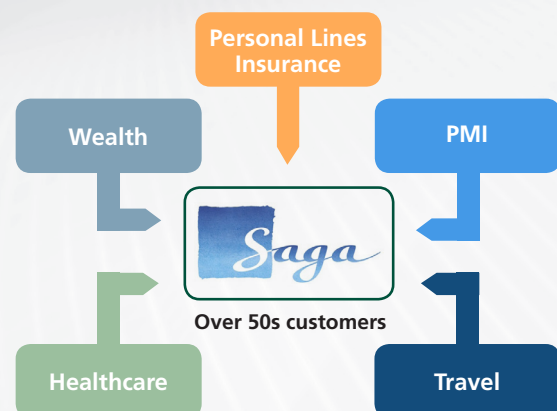 Personal Lines
Insurance
Wealth
PMI
Saga
Over 50s customers
Healthcare
Travel